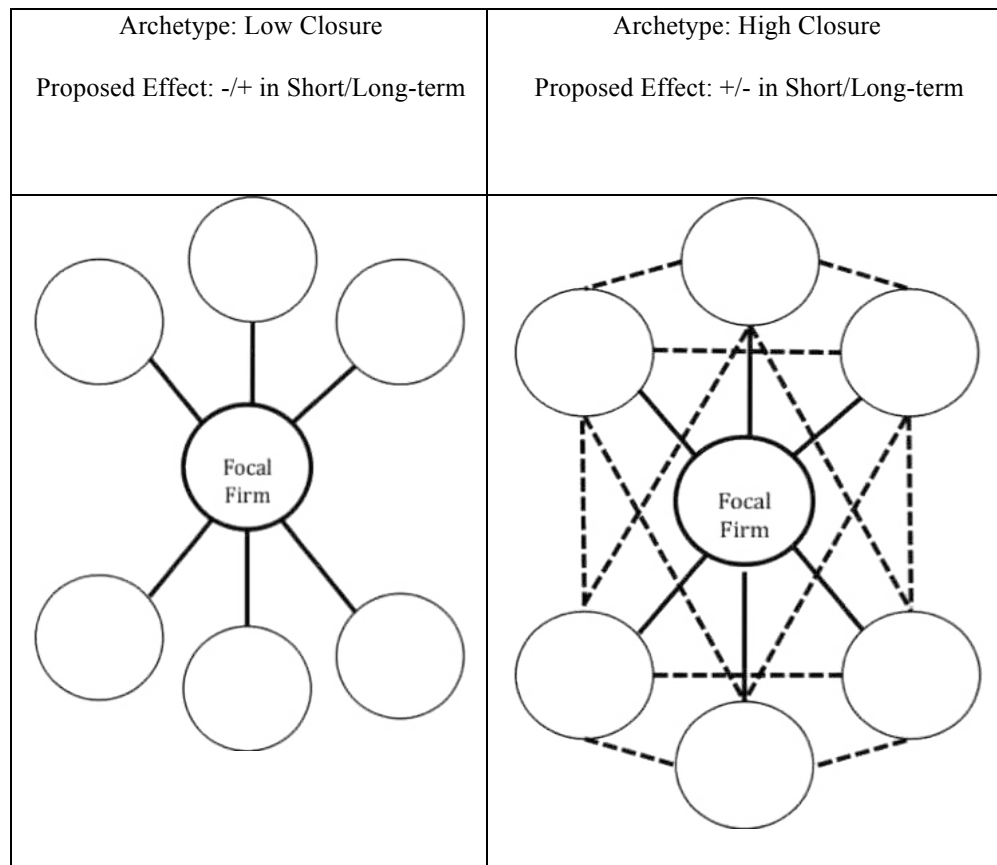 Archetype: Low Closure
Proposed Effect: -/+ in Short/Long-term
Archetype: High Closure
Proposed Effect: +/- in Short/Long-term
Focal
Firm
Focal
Firm